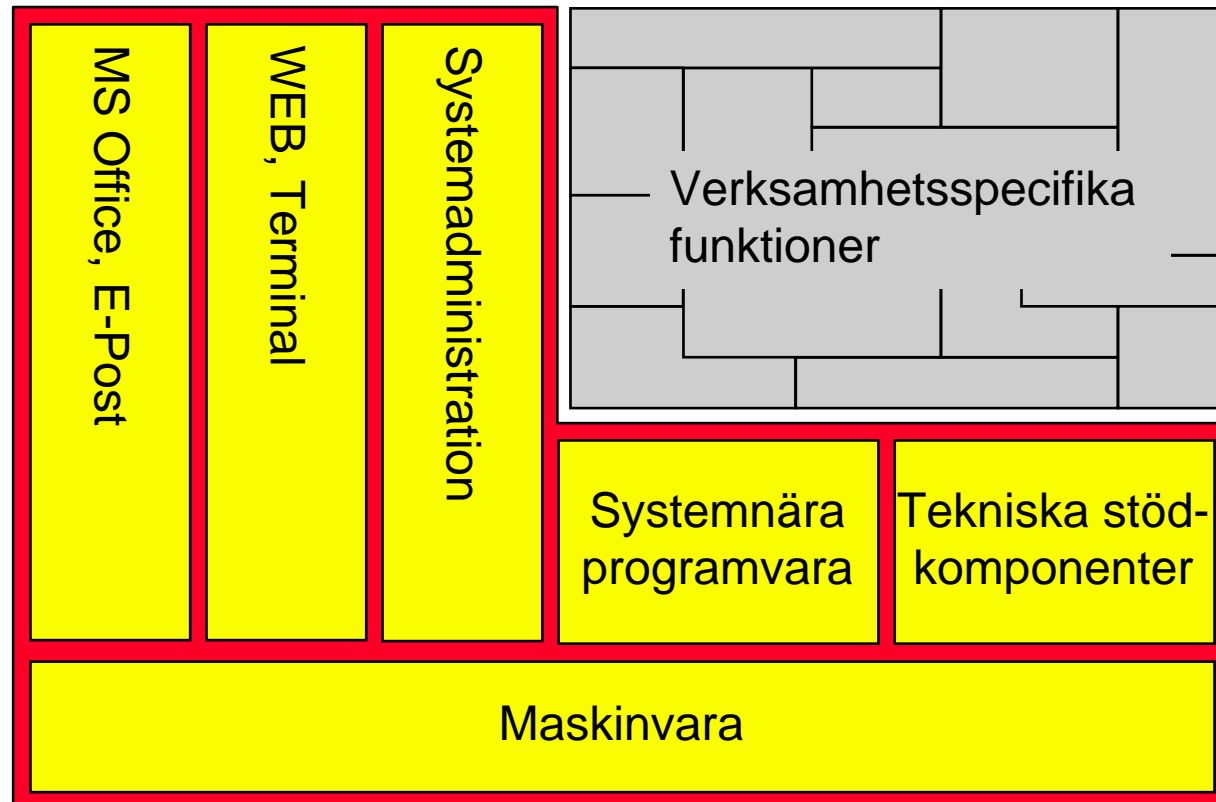 MS Office, E-Post
WEB, Terminal
Systemadministration
Verksamhetsspecifika
funktioner
Systemnära
programvara
Tekniska stöd-
komponenter
Maskinvara